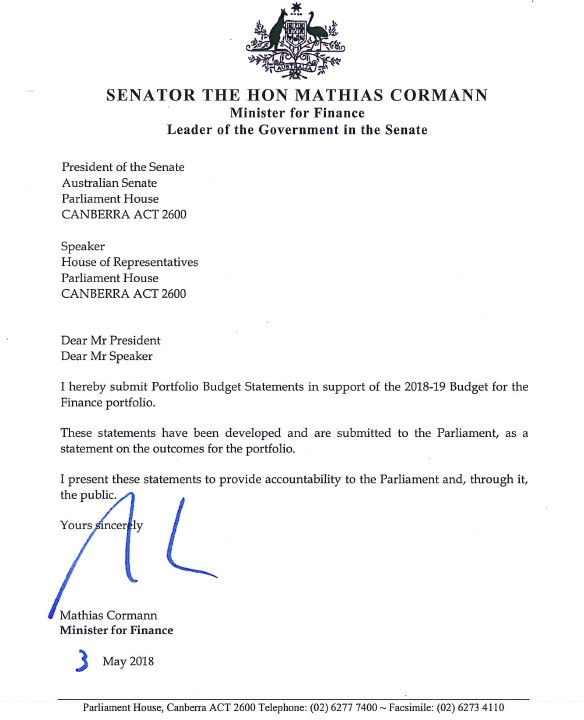 AUSTRALIA
SENATOR THE HON MATHIAS CORMANN
Minister for Finance
Leader of the Government in the Senate
President of the Senate
Australian Senate
Parliament House
CANBERRA ACT 2600
Speaker
House of Representatives
Parliament House
CANBERRA ACT 2600
Dear Mr President
Dear Mr Speaker
I hereby submit Portfolio Budget Statements in support of the 2018-19 Budget for the
Finance portfolio.
These statements have been developed and are submitted to the Parliament, as a
statement on the outcomes for the portfolio.
I present these statements to provide accountability to the Parliament and, through it,
the public.
Yours sincerely
Mathias Cormann
Minister for Finance
3 May 2018
Parliament House, Canberra ACT 2600 Telephone: (02) 6277 7400 ~ Facsimile: (02) 6273 4110